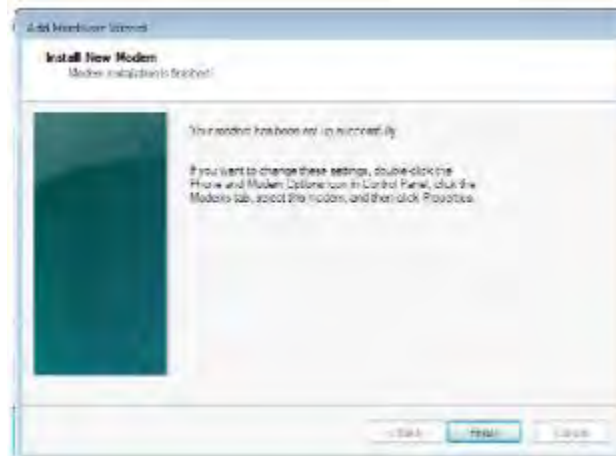 Add Hardware Wizard
Install New Modem
Modem installation is finished!
Your modem has been set up successfully.
If you want to change these settings, double-click the
Phone and Modem Options icon in Control Panel, click the
Modems tab, select this modem, and then click Properties.
< Back Finish Cancel